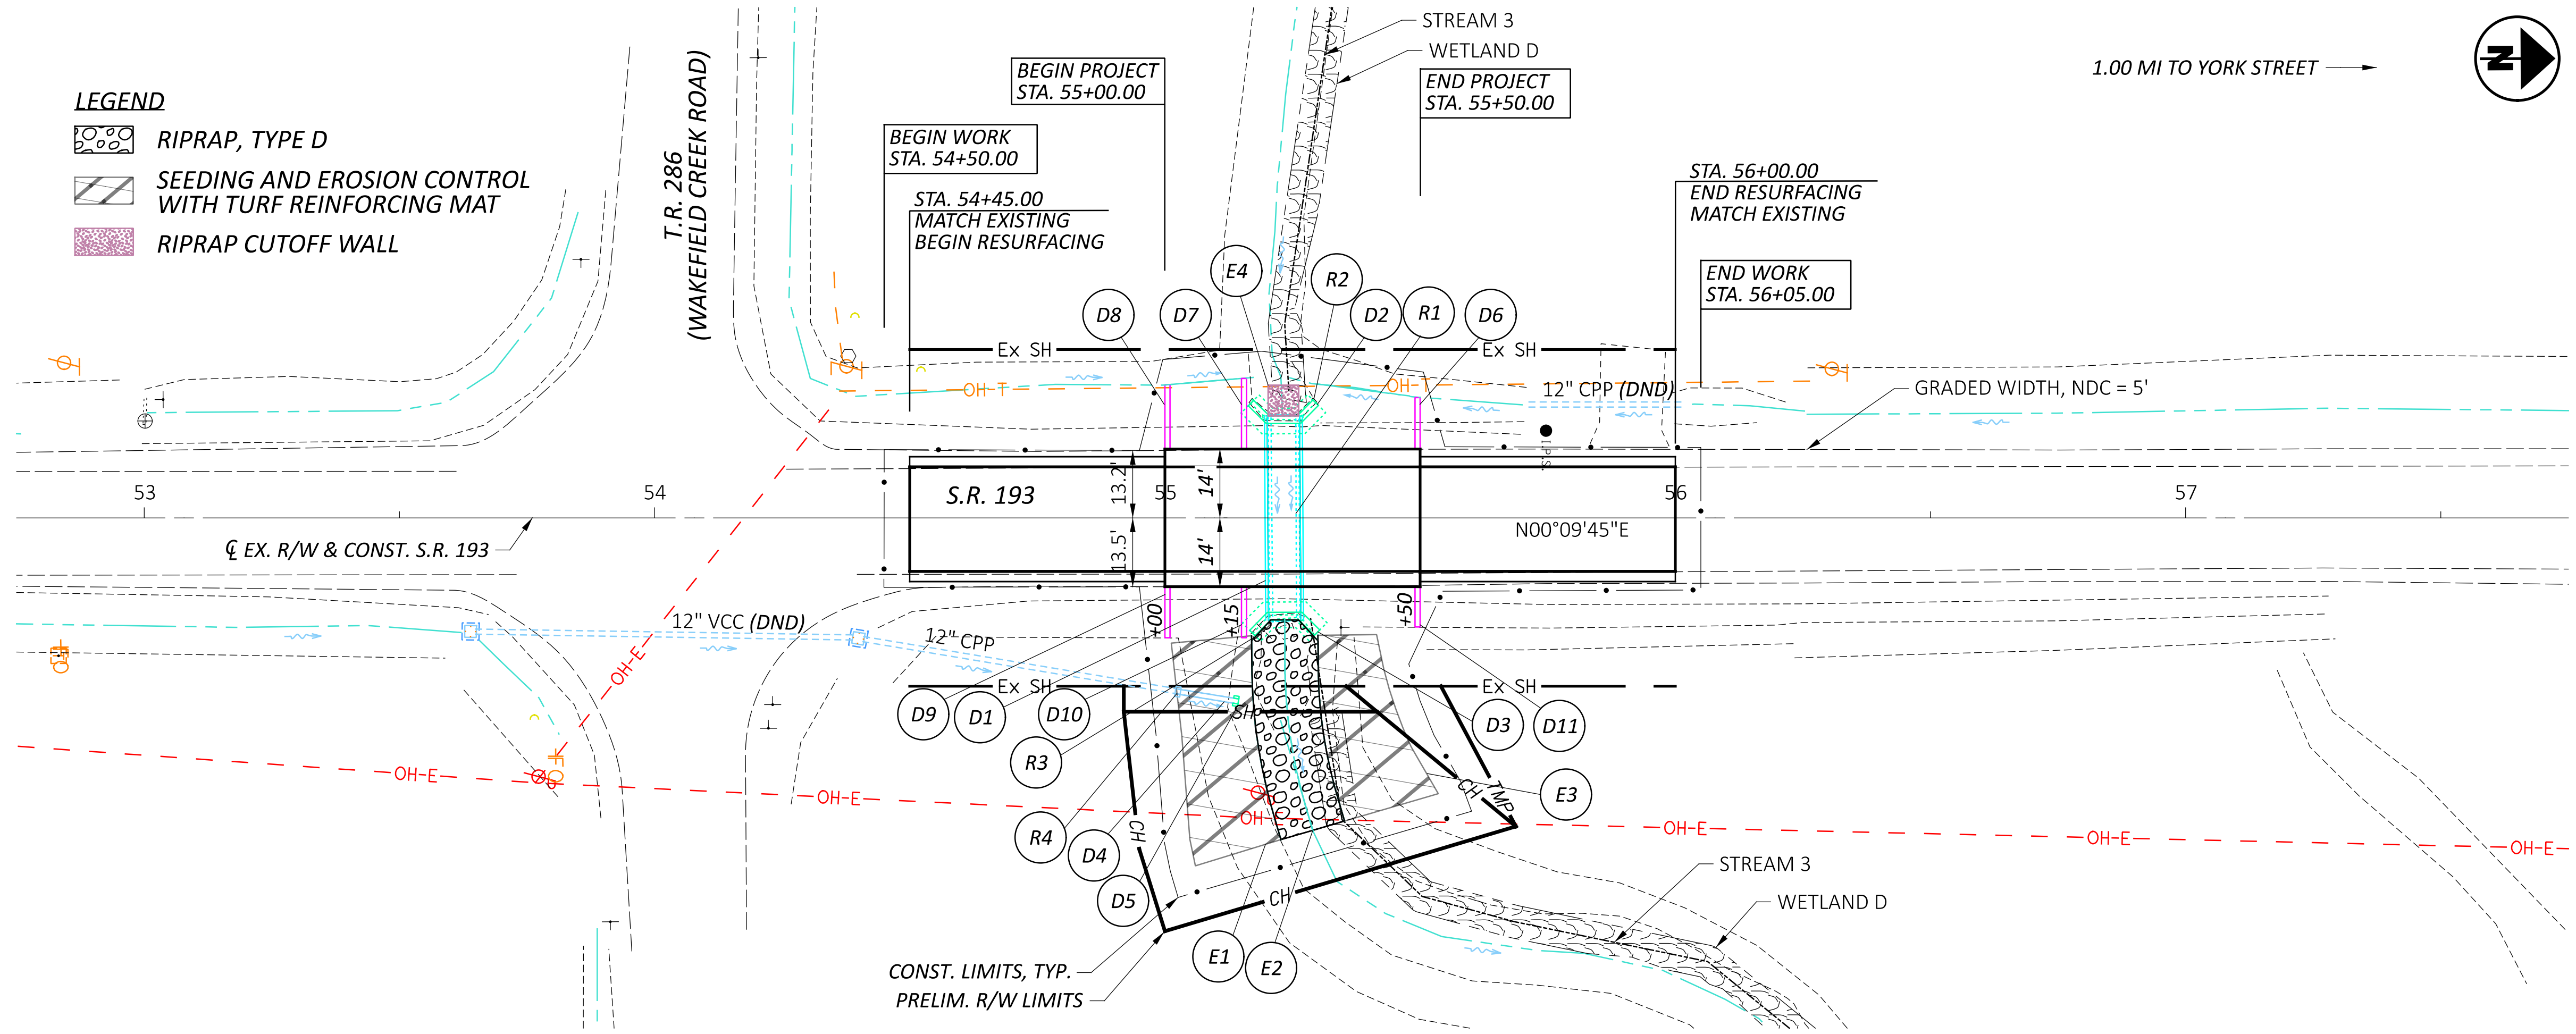 LEGEND
RIPRAP, TYPE D
SEEDING AND EROSION CONTROL
WITH TURF REINFORCING MAT
RIPRAP CUTOFF WALL
T.R. 286
(WAKEFIELD CREEK ROAD)
BEGIN PROJECT
STA. 55+00.00
BEGIN WORK
STA. 54+50.00
STA. 54+45.00
MATCH EXISTING
BEGIN RESURFACING
STREAM 3
WETLAND D
END PROJECT
STA. 55+50.00
STA. 56+00.00
END RESURFACING
MATCH EXISTING
END WORK
STA. 56+05.00
1.00 MI TO YORK STREET
N
E4
R2
D8
D7
D2
R1
D6
Ex SH
Ex SH
OH-T
OH-T
12" CPP (DND)
GRADED WIDTH, NDC = 5'
I.P.S.
53
54
55
56
57
S.R. 193
13.2'
14'
13.5'
14'
N00°09'45"E
℄ EX. R/W & CONST. S.R. 193
+00
+15
+50
12" VCC (DND)
12" CPP
OH-E
Ex SH
Ex SH
SH
D9
D1
D10
D3
D11
R3
R4
D4
D5
E3
CH
CH
TMP
CH
OH-E
OH-E
OH-E
OH-E
OH-E
OH-E
E1
E2
STREAM 3
WETLAND D
CONST. LIMITS, TYP.
PRELIM. R/W LIMITS